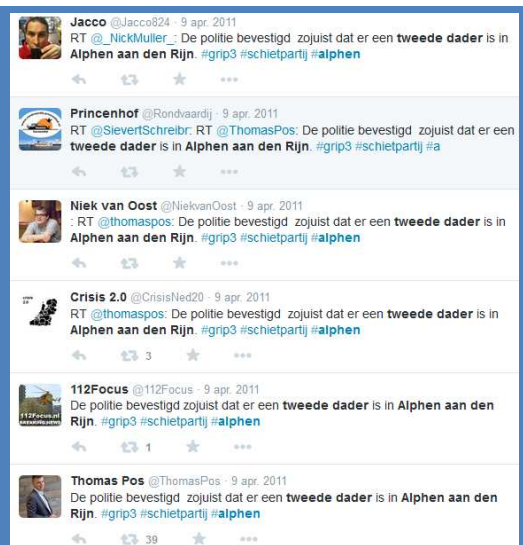 Jacco @Jacco824 · 9 apr. 2011
RT @_NickMuller_: De politie bevestigd zojuist dat er een tweede dader is in
Alphen aan den Rijn. #grip3 #schietpartij #alphen
Princenhof @Rondvaardij · 9 apr. 2011
RT @SievertSchreibr: RT @ThomasPos: De politie bevestigd zojuist dat er een
tweede dader is in Alphen aan den Rijn. #grip3 #schietpartij #a
Niek van Oost @NiekvanOost · 9 apr. 2011
: RT @thomaspos: De politie bevestigd zojuist dat er een tweede dader is in
Alphen aan den Rijn. #grip3 #schietpartij #alphen
Crisis 2.0 @CrisisNed20 · 9 apr. 2011
RT @thomaspos: De politie bevestigd zojuist dat er een tweede dader is in
Alphen aan den Rijn. #grip3 #schietpartij #alphen
3
112Focus @112Focus · 9 apr. 2011
De politie bevestigd zojuist dat er een tweede dader is in Alphen aan den
Rijn. #grip3 #schietpartij #alphen
112Focus.nl
BREAKING NEWS
1
Thomas Pos @ThomasPos · 9 apr. 2011
De politie bevestigd zojuist dat er een tweede dader is in Alphen aan den
Rijn. #grip3 #schietpartij #alphen
39